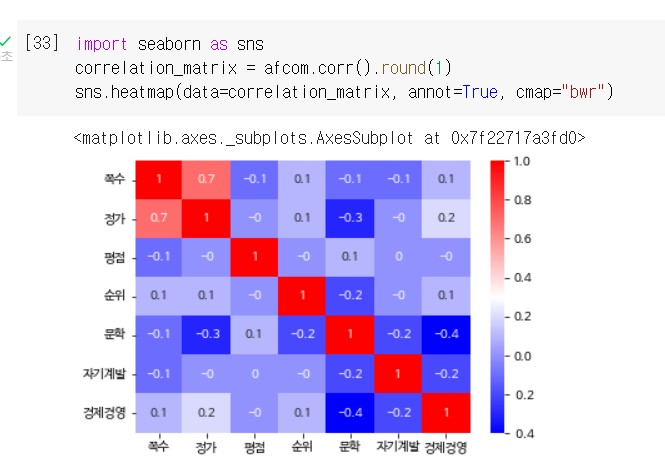 [33] import seaborn as sns
초 correlation_matrix = afcom.corr().round(1)
sns.heatmap(data=correlation_matrix, annot=True, cmap="bwr")
<matplotlib.axes._subplots.AxesSubplot at 0x7f22717a3fd0>
쪽수 1 0.7 -0.1 0.1 -0.1 -0.1 0.1
정가 0.7 1 -0 0.1 -0.3 -0 0.2
평점 -0.1 -0 1 -0 0.1 0 -0
순위 0.1 0.1 -0 1 -0.2 -0 0.1
문학 -0.1 -0.3 0.1 -0.2 1 -0.2 -0.4
자기계발 -0.1 -0 0 -0 -0.2 1 -0.2
경제경영 0.1 0.2 -0 0.1 -0.4 -0.2 1
쪽수 정가 평점 순위 문학 자기계발 경제경영
1.0
0.8
0.6
0.4
0.2
0.0
0.2
0.4